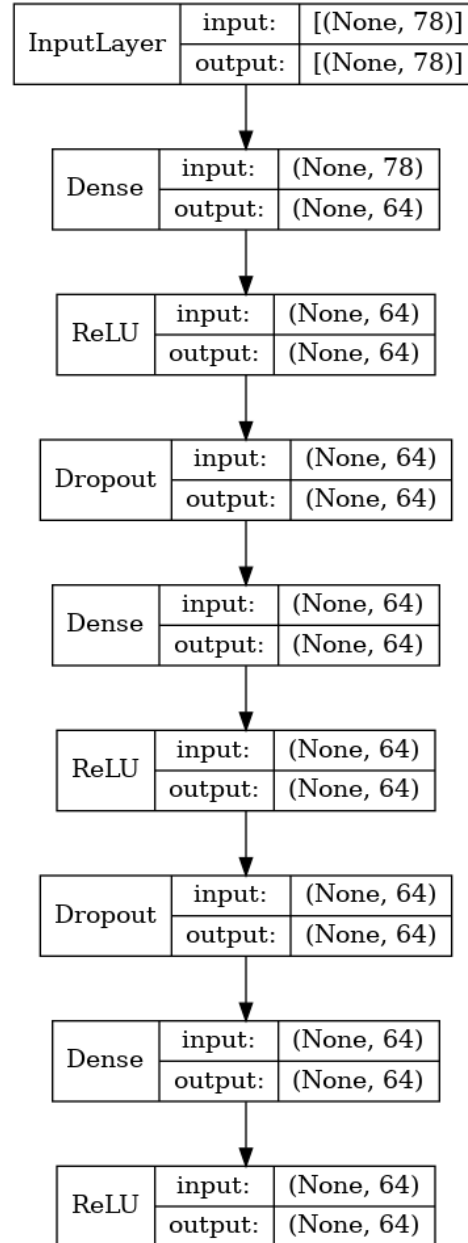 InputLayer
input: [(None, 78)]
output: [(None, 78)]
Dense
input: (None, 78)
output: (None, 64)
ReLU
input: (None, 64)
output: (None, 64)
Dropout
input: (None, 64)
output: (None, 64)
Dense
input: (None, 64)
output: (None, 64)
ReLU
input: (None, 64)
output: (None, 64)
Dropout
input: (None, 64)
output: (None, 64)
Dense
input: (None, 64)
output: (None, 64)
ReLU
input: (None, 64)
output: (None, 64)